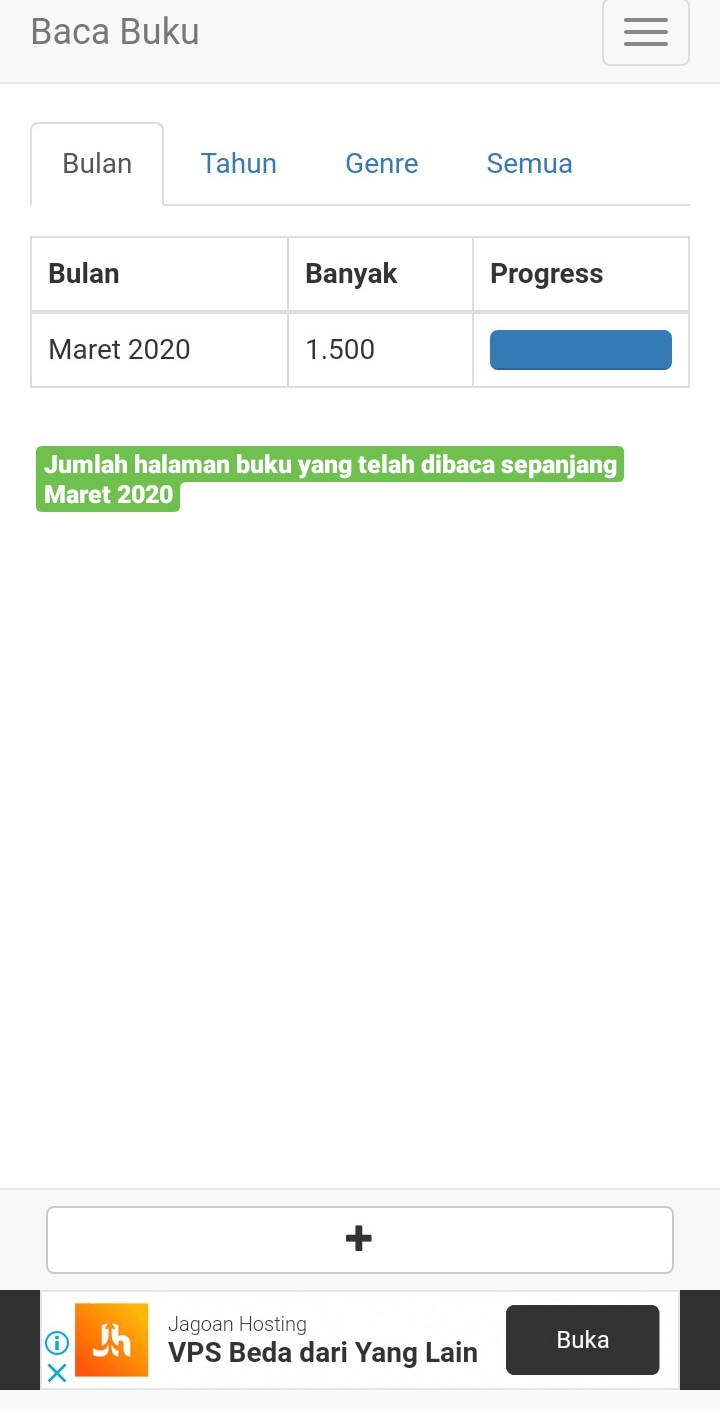 Baca Buku
Bulan Tahun Genre Semua
Bulan Banyak Progress
Maret 2020 1.500
Jumlah halaman buku yang telah dibaca sepanjang
Maret 2020
Jagoan Hosting
VPS Beda dari Yang Lain
Buka